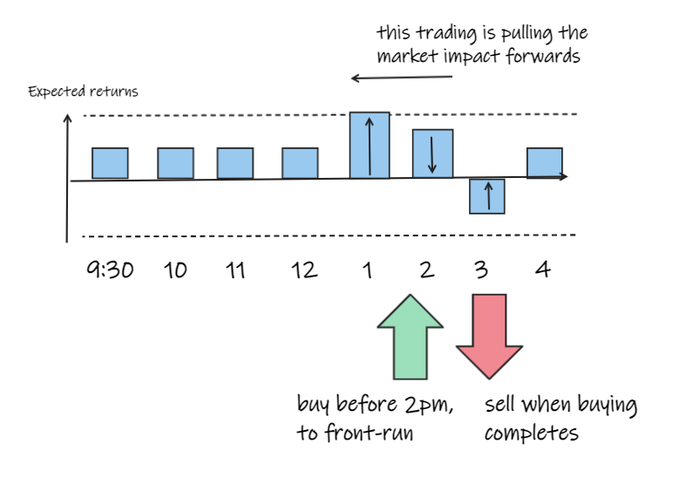 this trading is pulling the
market impact forwards
Expected returns
9:30 10 11 12 1 2 3 4
buy before 2pm,
to front-run
sell when buying
completes